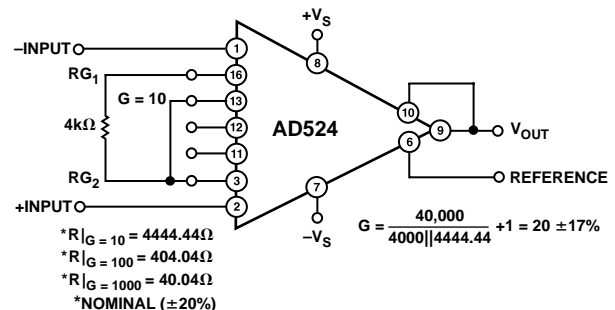 +VS
–INPUT
1
8
RG1
16
G = 10
13
10
4kΩ
12
AD524
9
VOUT
11
6
RG2
3
7
REFERENCE
+INPUT
2
–VS
G = 40,000 / 4000||4444.44 +1 = 20 ±17%
*R|G = 10 = 4444.44Ω
*R|G = 100 = 404.04Ω
*R|G = 1000 = 40.04Ω
*NOMINAL (±20%)